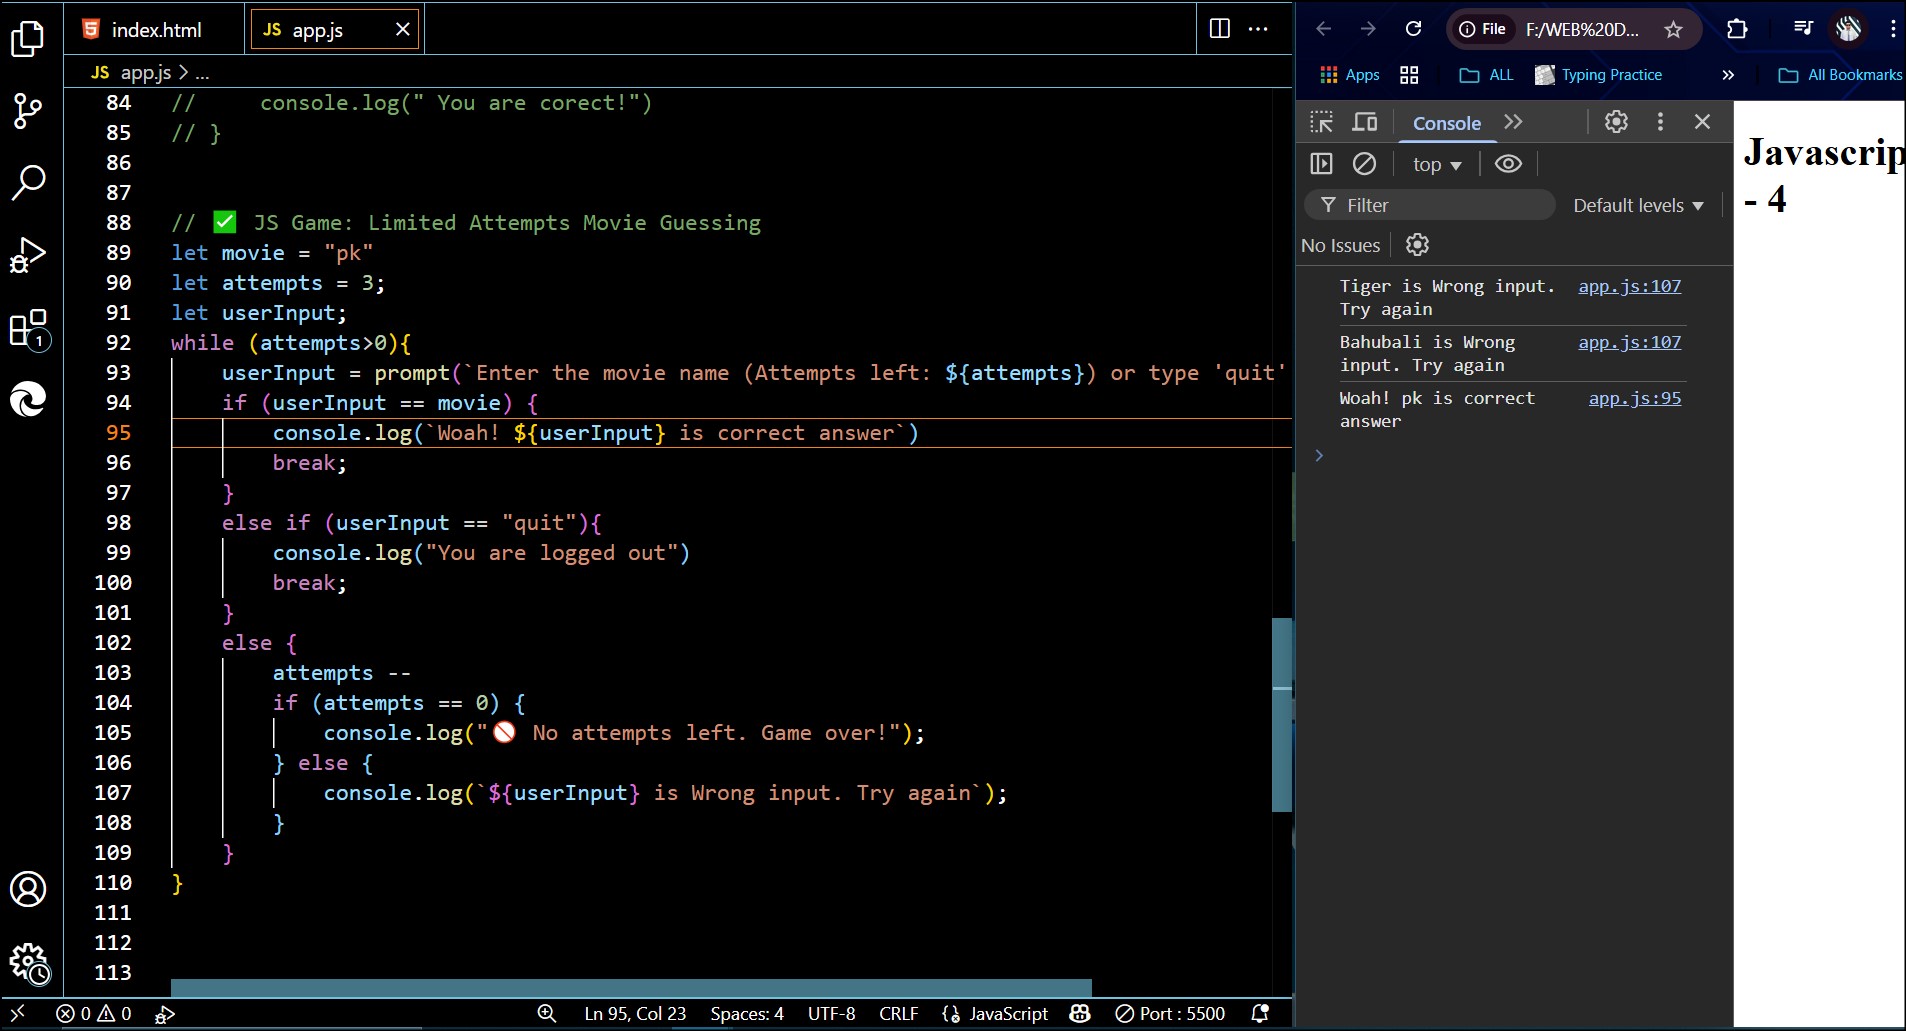 index.html
JS app.js
JS app.js > ...
84 //     console.log(" You are corect!")
85 // }
86
87
88 // ✅ JS Game: Limited Attempts Movie Guessing
89 let movie = "pk"
90 let attempts = 3;
91 let userInput;
92 while (attempts>0){
93     userInput = prompt(`Enter the movie name (Attempts left: ${attempts}) or type 'quit'
94     if (userInput == movie) {
95         console.log(`Woah! ${userInput} is correct answer`)
96         break;
97     }
98     else if (userInput == "quit"){
99         console.log("You are logged out")
100         break;
101     }
102     else {
103         attempts --
104         if (attempts == 0) {
105             console.log("🚫 No attempts left. Game over!");
106         } else {
107             console.log(`${userInput} is Wrong input. Try again`);
108         }
109     }
110 }
111
112
113
1
0 0
Ln 95, Col 23
Spaces: 4
UTF-8
CRLF
JavaScript
Port : 5500
File F:/WEB%20D...
Apps
ALL
Typing Practice
»
All Bookmarks
Console
top
Filter
Default levels
No Issues
Tiger is Wrong input. app.js:107
Try again
Bahubali is Wrong app.js:107
input. Try again
Woah! pk is correct app.js:95
answer
Javascrip
- 4